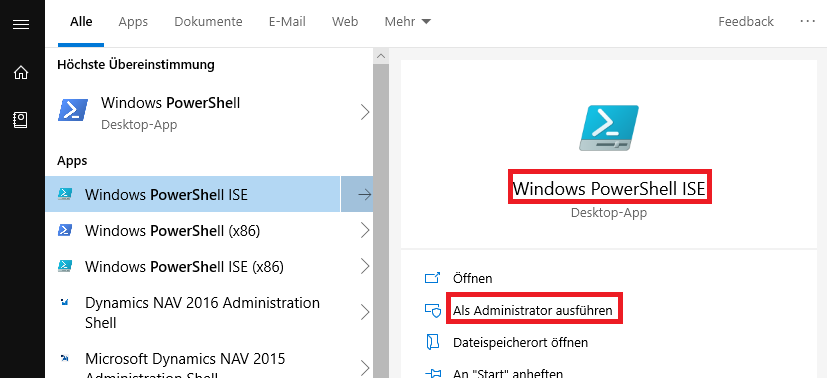 Alle Apps Dokumente E-Mail Web Mehr Feedback ...
Höchste Übereinstimmung
Windows PowerShell
Desktop-App
Apps
Windows PowerShell ISE
Windows PowerShell (x86)
Windows PowerShell ISE (x86)
Dynamics NAV 2016 Administration
Shell
Microsoft Dynamics NAV 2015
Administration Shell
Windows PowerShell ISE
Desktop-App
Öffnen
Als Administrator ausführen
Dateispeicherort öffnen
An "Start" anheften